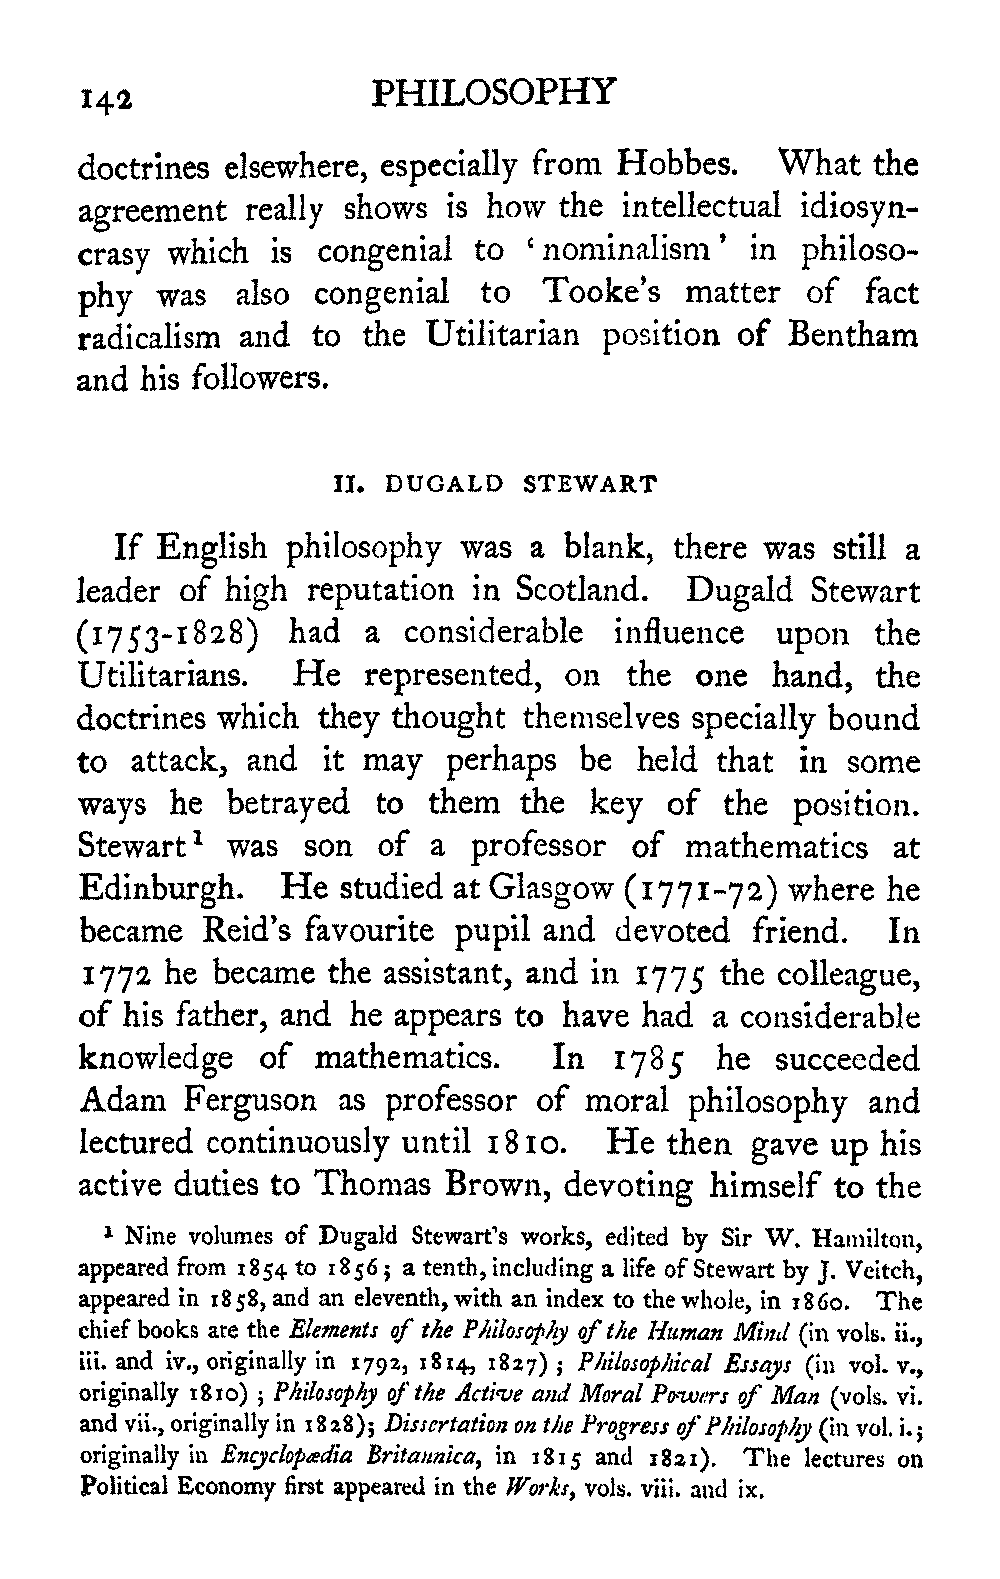 142 PHILOSOPHY
doctrines elsewhere, especially from Hobbes. What the
agreement really shows is how the intellectual idiosyn-
crasy which is congenial to ‘nominalism’ in philoso-
phy was also congenial to Tooke’s matter of fact
radicalism and to the Utilitarian position of Bentham
and his followers.
II. DUGALD STEWART
If English philosophy was a blank, there was still a
leader of high reputation in Scotland. Dugald Stewart
(1753-1828) had a considerable influence upon the
Utilitarians. He represented, on the one hand, the
doctrines which they thought themselves specially bound
to attack, and it may perhaps be held that in some
ways he betrayed to them the key of the position.
Stewart¹ was son of a professor of mathematics at
Edinburgh. He studied at Glasgow (1771-72) where he
became Reid’s favourite pupil and devoted friend. In
1772 he became the assistant, and in 1775 the colleague,
of his father, and he appears to have had a considerable
knowledge of mathematics. In 1785 he succeeded
Adam Ferguson as professor of moral philosophy and
lectured continuously until 1810. He then gave up his
active duties to Thomas Brown, devoting himself to the
¹ Nine volumes of Dugald Stewart’s works, edited by Sir W. Hamilton,
appeared from 1854 to 1856; a tenth, including a life of Stewart by J. Veitch,
appeared in 1858, and an eleventh, with an index to the whole, in 1860. The
chief books are the Elements of the Philosophy of the Human Mind (in vols. ii.,
iii. and iv., originally in 1792, 1814, 1827); Philosophical Essays (in vol. v.,
originally 1810); Philosophy of the Active and Moral Powers of Man (vols. vi.
and vii., originally in 1828); Dissertation on the Progress of Philosophy (in vol. i.;
originally in Encyclopædia Britannica, in 1815 and 1821). The lectures on
Political Economy first appeared in the Works, vols. viii. and ix.